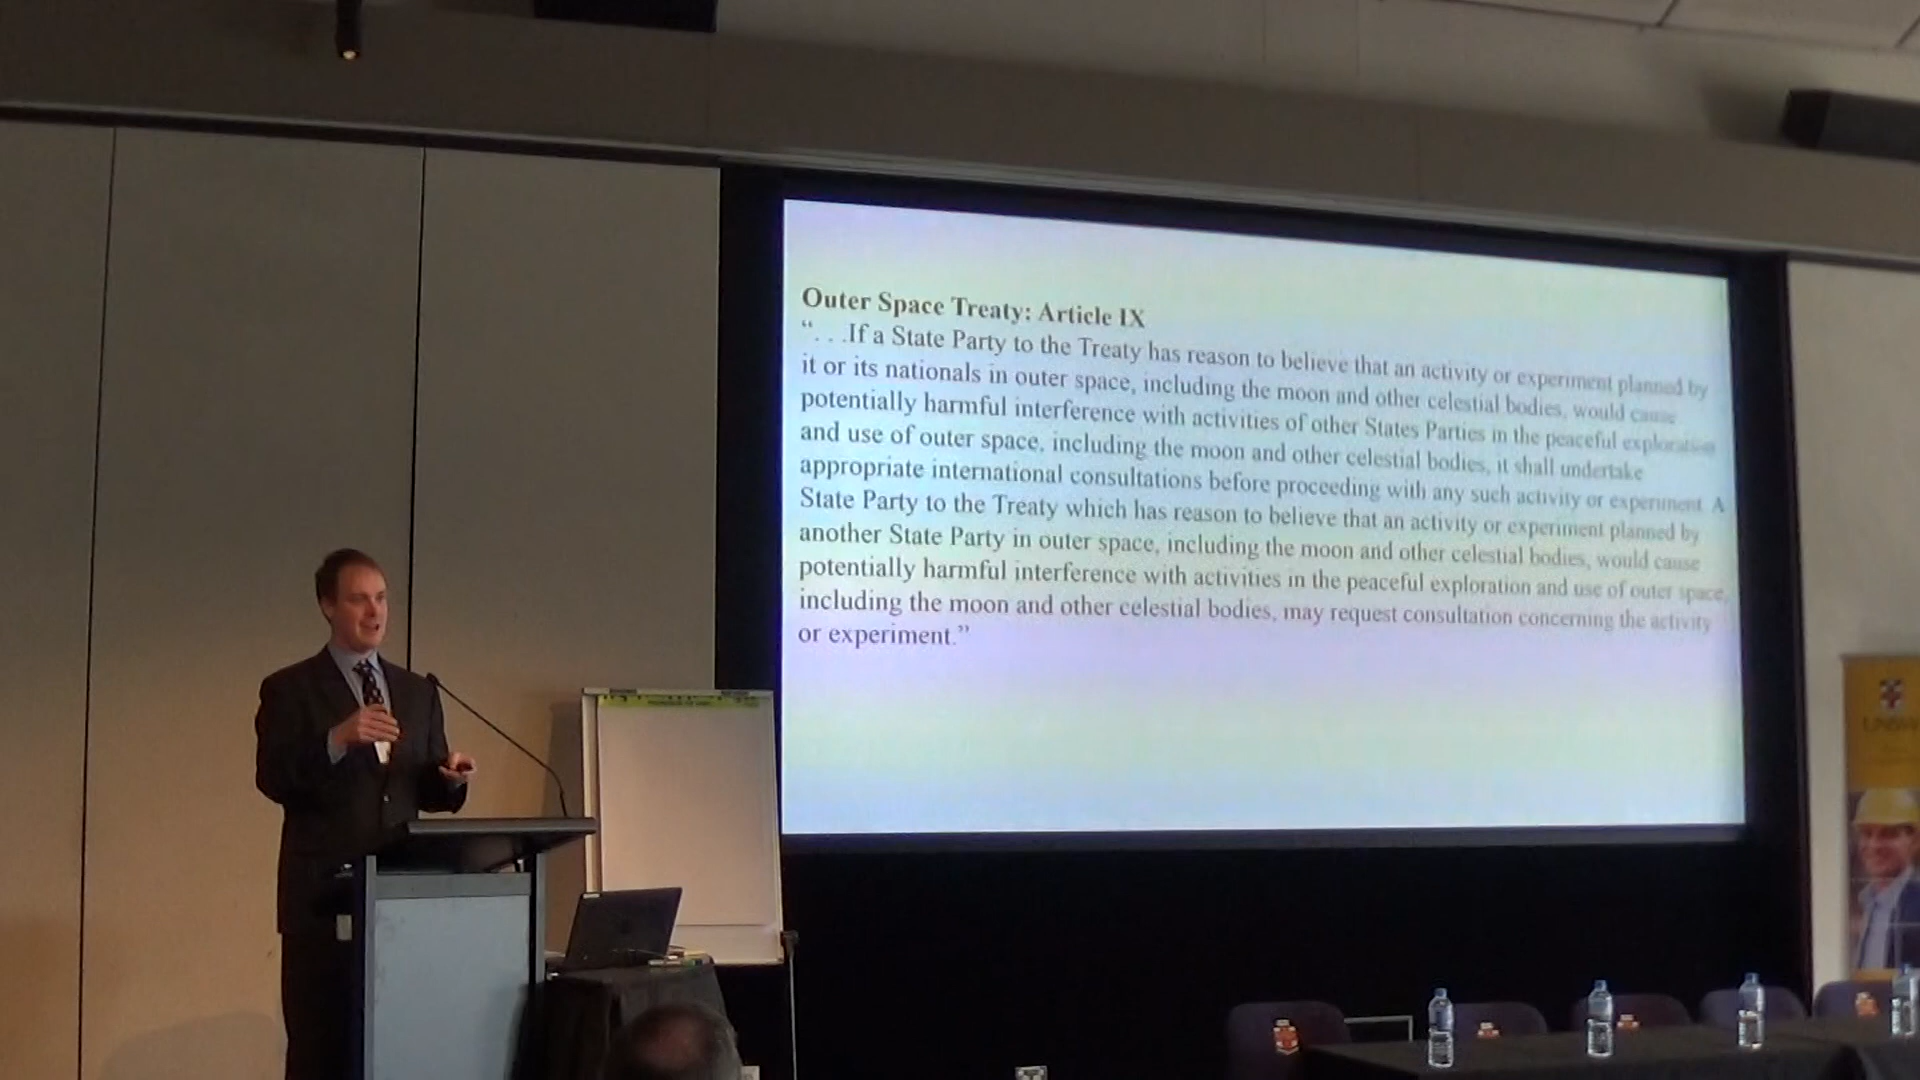 Outer Space Treaty: Article IX
“. . .If a State Party to the Treaty has reason to believe that an activity or experiment planned by
it or its nationals in outer space, including the moon and other celestial bodies, would cause
potentially harmful interference with activities of other States Parties in the peaceful exploration
and use of outer space, including the moon and other celestial bodies, it shall undertake
appropriate international consultations before proceeding with any such activity or experiment. A
State Party to the Treaty which has reason to believe that an activity or experiment planned by
another State Party in outer space, including the moon and other celestial bodies, would cause
potentially harmful interference with activities in the peaceful exploration and use of outer space,
including the moon and other celestial bodies, may request consultation concerning the activity
or experiment.”
UNSW